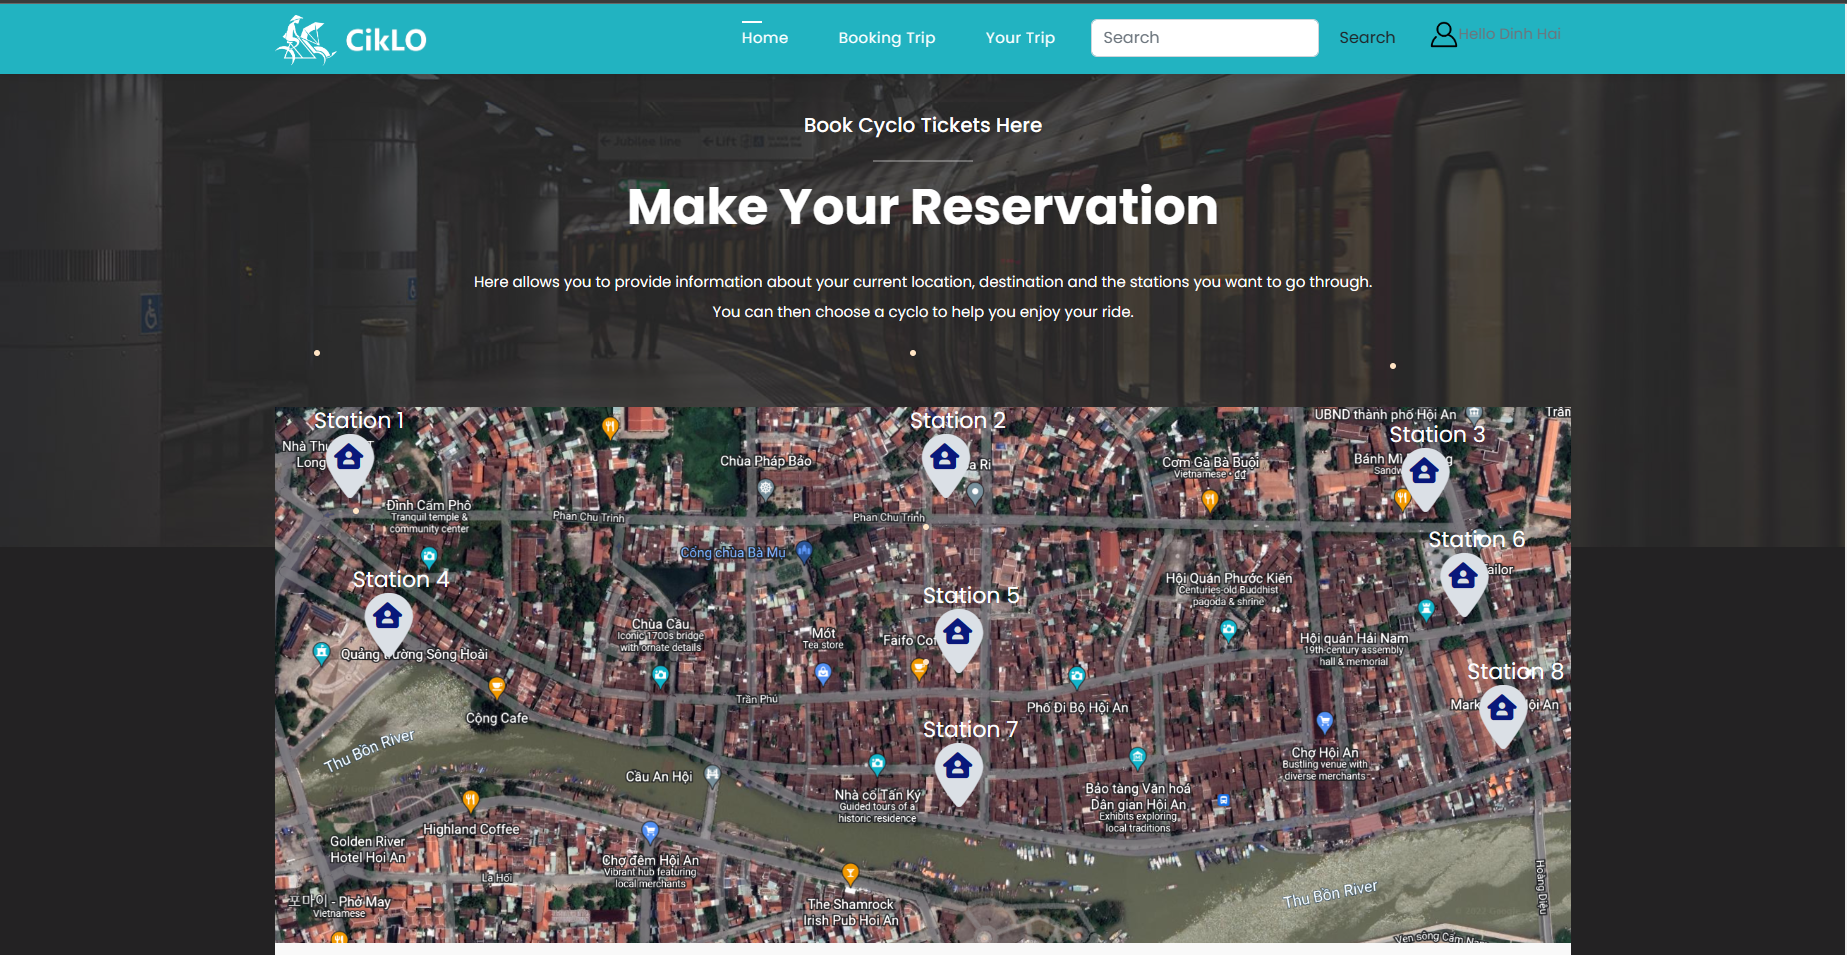 CikLO
Home
Booking Trip
Your Trip
Search
Search
Hello Dinh Hai
Jubilee line
Lift
Book Cyclo Tickets Here
Make Your Reservation
Here allows you to provide information about your current location, destination and the stations you want to go through.
You can then choose a cyclo to help you enjoy your ride.
Station 1
Station 2
UBND thành phố Hội An
Trần
Station 3
Nhà Thờ
Long
Chùa Pháp Bảo
Cơm Gà Bà Buội
Vietnamese · ₫₫
Bánh Mì
Đình Cẩm Phô
Tranquil temple &
community center
Phan Chu Trinh
Phan Chu Trinh
Station 6
Cổng chùa Bà Mụ
Station 4
Hội Quán Phước Kiến
Centuries-old Buddhist
pagoda & shrine
Station 5
Chùa Cầu
Iconic 1700s bridge
with ornate details
Mót
Tea store
Faifo
Hội quán Hải Nam
19th-century assembly
hall & memorial
Quảng trường Sông Hoài
Station 8
Trần Phú
Phố Đi Bộ Hội An
Hội An
Cộng Cafe
Station 7
Thu Bồn River
Chợ Hội An
Bustling venue with
diverse merchants
Cầu An Hội
Nhà cổ Tấn Ký
Guided tours of a
historic residence
Bảo tàng Văn hoá
Dân gian Hội An
Exhibits exploring
local traditions
Highland Coffee
Golden River
Hotel Hoi An
Chợ đêm Hội An
Vibrant hub featuring
local merchants
La Hối
포마이 - Phở May
Vietnamese
The Shamrock
Irish Pub Hoi An
Thu Bồn River
Hoàng Diệu
Ven sông Cẩm Na